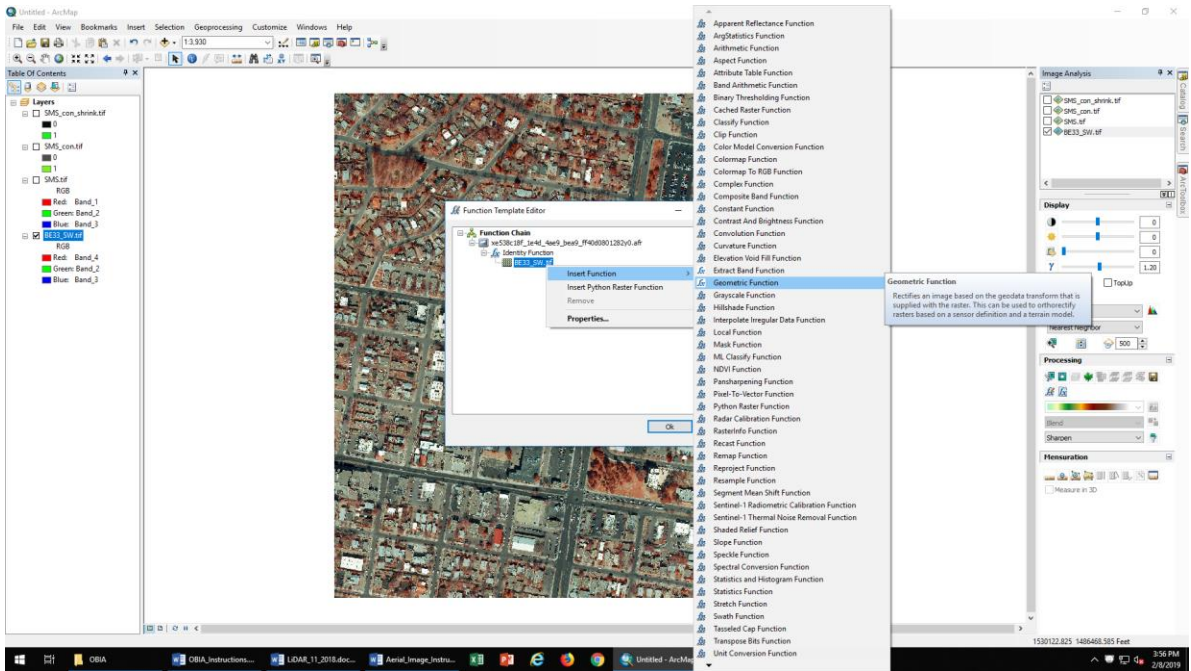 Untitled - ArcMap
File Edit View Bookmarks Insert Selection Geoprocessing Customize Windows Help
1:3,930
Table Of Contents
Layers
SMS_con_shrink.tif
0
1
SMS_con.tif
0
1
SMS.tif
RGB
Red: Band_1
Green: Band_2
Blue: Band_3
BE33_SW.tif
RGB
Red: Band_4
Green: Band_2
Blue: Band_3
Function Template Editor
Function Chain
Identity Function
BE33_SW.tif
Insert Function
Insert Python Raster Function
Remove
Properties...
Ok
Apparent Reflectance Function
ArgStatistics Function
Arithmetic Function
Aspect Function
Attribute Table Function
Band Arithmetic Function
Binary Thresholding Function
Cached Raster Function
Classify Function
Clip Function
Color Model Conversion Function
Colormap Function
Colormap To RGB Function
Complex Function
Composite Band Function
Constant Function
Contrast And Brightness Function
Convolution Function
Curvature Function
Elevation Void Fill Function
Extract Band Function
Geometric Function
Grayscale Function
Hillshade Function
Interpolate Irregular Data Function
Local Function
Mask Function
ML Classify Function
NDVI Function
Pansharpening Function
Pixel-To-Vector Function
Python Raster Function
Radar Calibration Function
RasterInfo Function
Recast Function
Remap Function
Reproject Function
Resample Function
Segment Mean Shift Function
Sentinel-1 Radiometric Calibration Function
Sentinel-1 Thermal Noise Removal Function
Shaded Relief Function
Slope Function
Speckle Function
Spectral Conversion Function
Statistics and Histogram Function
Statistics Function
Stretch Function
Swath Function
Tasseled Cap Function
Transpose Bits Function
Unit Conversion Function
Geometric Function
Rectifies an image based on the geodata transform that is
supplied with the raster. This can be used to orthorectify
rasters based on a sensor definition and a terrain model.
Image Analysis
SMS_con_shrink.tif
SMS_con.tif
SMS.tif
BE33_SW.tif
Display
0
0
0
γ 1.20
TopUp
Nearest Neighbor
500
Processing
Blend
Sharpen
Mensuration
Measure in 3D
Catalog
Search
ArcToolbox
1530122.825 1486468.585 Feet
OBIA
OBIA_Instructions....
LiDAR_11_2018.doc...
Aerial_Image_Instru...
Untitled - ArcMap
3:56 PM
2/8/2019